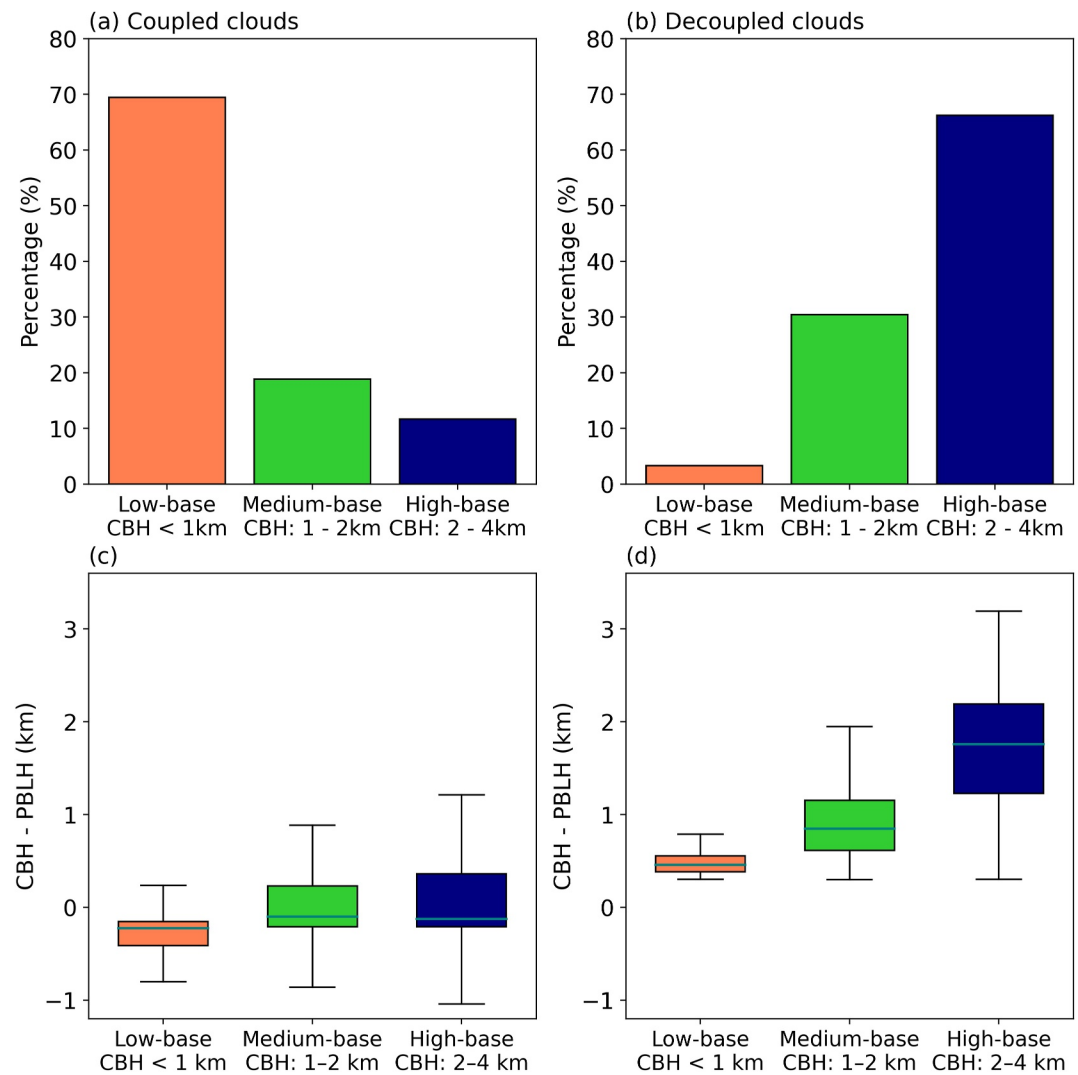 (a) Coupled clouds
80
70
60
50
40
30
20
10
0
Percentage (%)
Low-base
CBH < 1km
Medium-base
CBH: 1 - 2km
High-base
CBH: 2 - 4km
(b) Decoupled clouds
80
70
60
50
40
30
20
10
0
Percentage (%)
Low-base
CBH < 1km
Medium-base
CBH: 1 - 2km
High-base
CBH: 2 - 4km
(c)
3
2
1
0
−1
CBH - PBLH (km)
Low-base
CBH < 1 km
Medium-base
CBH: 1–2 km
High-base
CBH: 2–4 km
(d)
3
2
1
0
−1
CBH - PBLH (km)
Low-base
CBH < 1 km
Medium-base
CBH: 1–2 km
High-base
CBH: 2–4 km